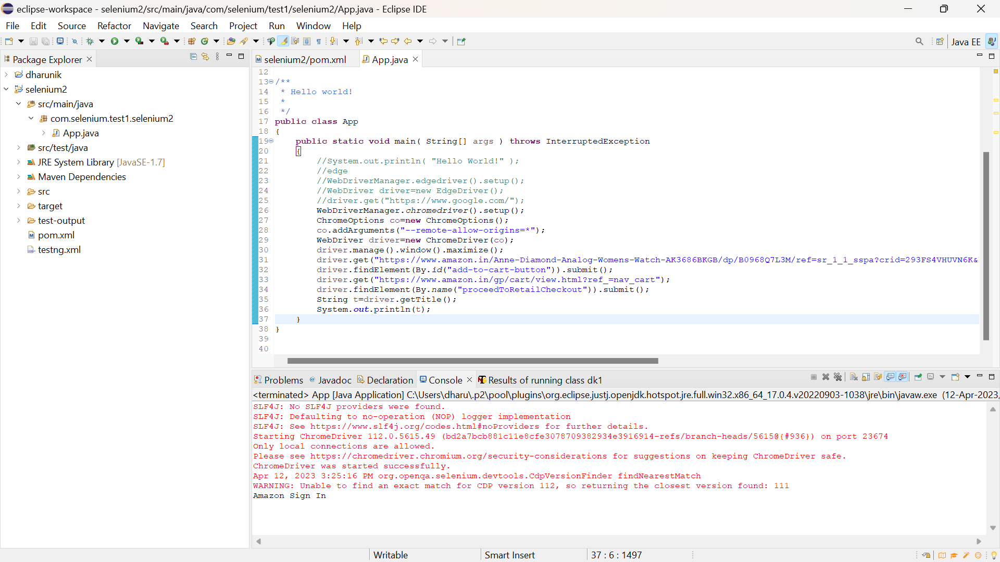 eclipse-workspace - selenium2/src/main/java/com/selenium/test1/selenium2/App.java - Eclipse IDE
File Edit Source Refactor Navigate Search Project Run Window Help
Java EE
Package Explorer
dharunik
selenium2
src/main/java
com.selenium.test1.selenium2
App.java
src/test/java
JRE System Library [JavaSE-1.7]
Maven Dependencies
src
target
test-output
pom.xml
testng.xml
selenium2/pom.xml App.java
12
13 /**
14 * Hello world!
15 *
16 */
17 public class App
18 {
19 public static void main( String[] args ) throws InterruptedException
20 {
21 //System.out.println( "Hello World!" );
22 //edge
23 //WebDriverManager.edgedriver().setup();
24 //WebDriver driver=new EdgeDriver();
25 //driver.get("https://www.google.com/");
26 WebDriverManager.chromedriver().setup();
27 ChromeOptions co=new ChromeOptions();
28 co.addArguments("--remote-allow-origins=*");
29 WebDriver driver=new ChromeDriver(co);
30 driver.manage().window().maximize();
31 driver.get("https://www.amazon.in/Anne-Diamond-Analog-Womens-Watch-AK3686BKGB/dp/B0968Q7L3M/ref=sr_1_1_sspa?crid=293FS4VHUVN6K&
32 driver.findElement(By.id("add-to-cart-button")).submit();
33 driver.get("https://www.amazon.in/gp/cart/view.html?ref_=nav_cart");
34 driver.findElement(By.name("proceedToRetailCheckout")).submit();
35 String t=driver.getTitle();
36 System.out.println(t);
37 }
38 }
39
40
Problems Javadoc Declaration Console Results of running class dk1
<terminated> App [Java Application] C:\Users\dharu\.p2\pool\plugins\org.eclipse.justj.openjdk.hotspot.jre.full.win32.x86_64_17.0.4.v20220903-1038\jre\bin\javaw.exe (12-Apr-2023,
SLF4J: No SLF4J providers were found.
SLF4J: Defaulting to no-operation (NOP) logger implementation
SLF4J: See https://www.slf4j.org/codes.html#noProviders for further details.
Starting ChromeDriver 112.0.5615.49 (bd2a7bcb881c11e8cfe3078709382934e3916914-refs/branch-heads/5615@{#936}) on port 23674
Only local connections are allowed.
Please see https://chromedriver.chromium.org/security-considerations for suggestions on keeping ChromeDriver safe.
ChromeDriver was started successfully.
Apr 12, 2023 3:25:16 PM org.openqa.selenium.devtools.CdpVersionFinder findNearestMatch
WARNING: Unable to find an exact match for CDP version 112, so returning the closest version found: 111
Amazon Sign In
Writable Smart Insert 37 : 6 : 1497